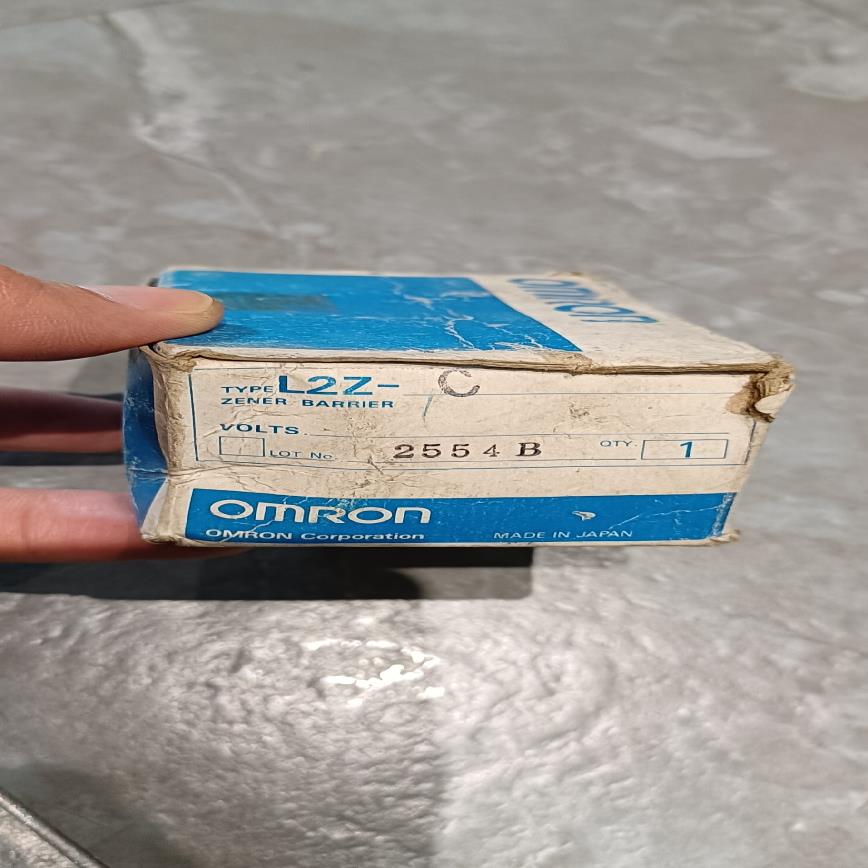 OMRON
TYPE L2Z- C
ZENER BARRIER
VOLTS
LOT No. 2554 B QTY. 1
OMRON
OMRON Corporation MADE IN JAPAN